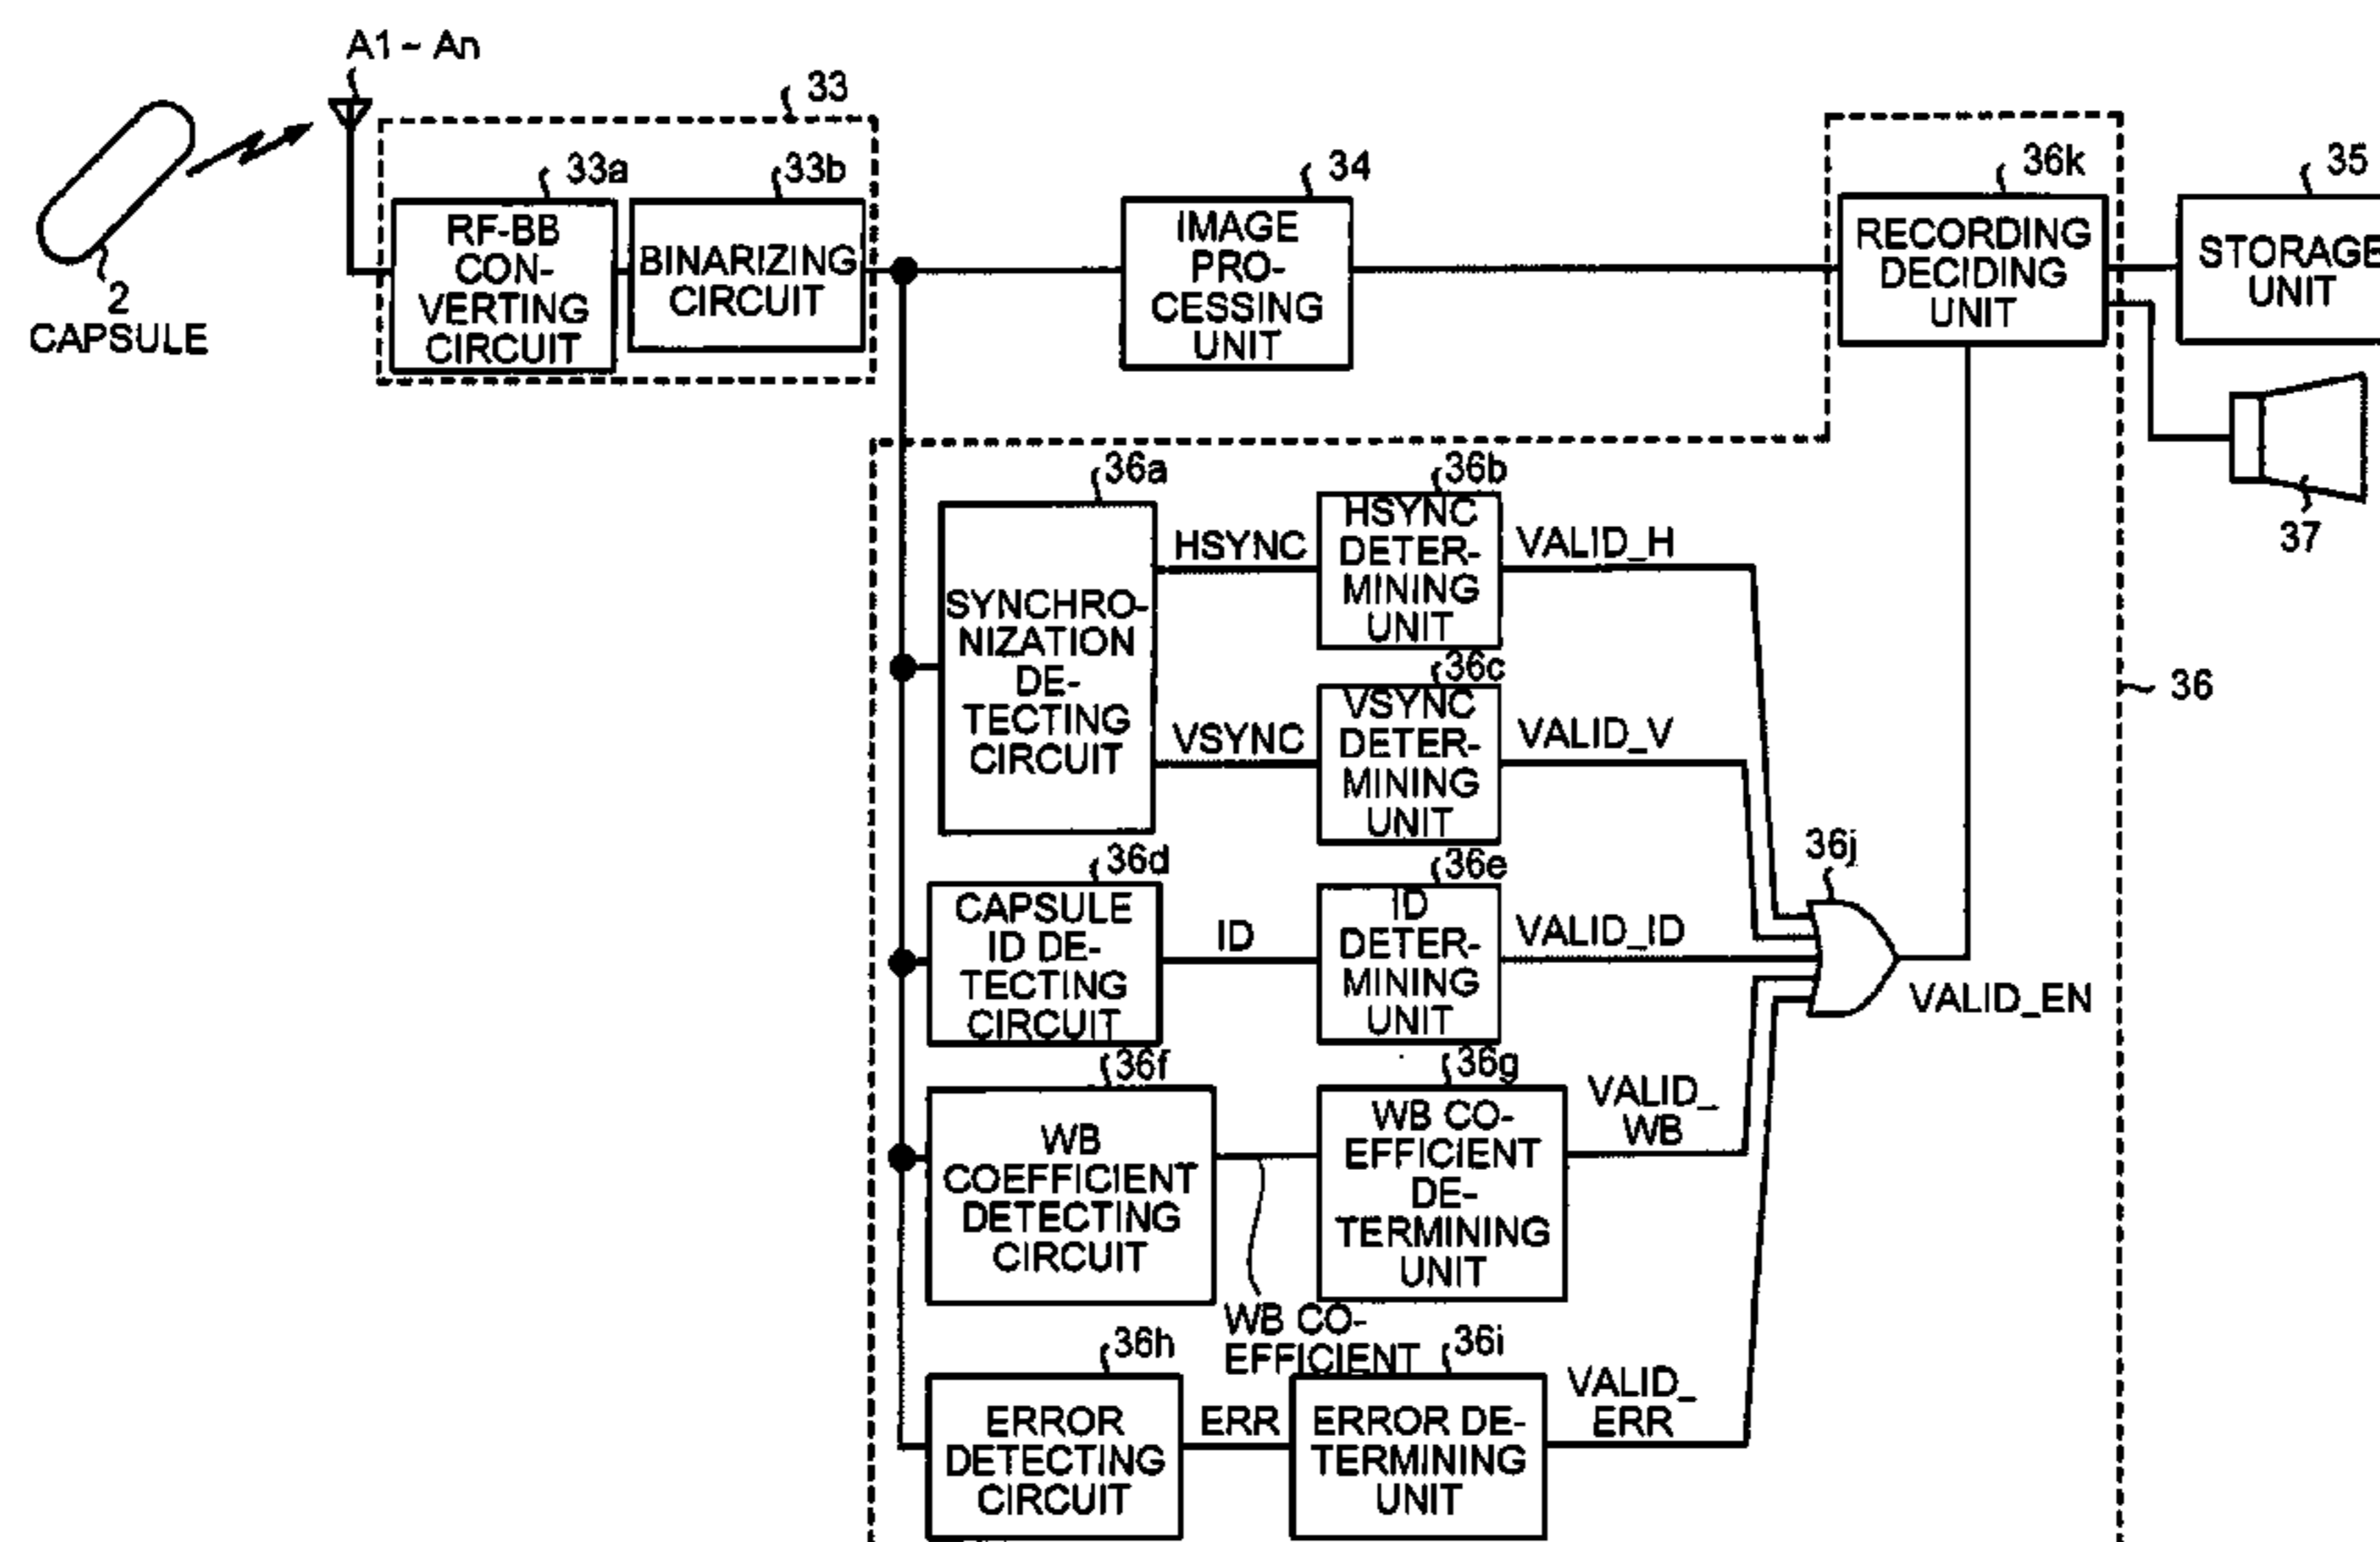 A1 ~ An
33
33a
33b
34
36k
35
RF-BB
CON-
VERTING
CIRCUIT
BINARIZING
CIRCUIT
IMAGE
PRO-
CESSING
UNIT
RECORDING
DECIDING
UNIT
STORAGE
UNIT
2
CAPSULE
37
36a
36b
HSYNC
HSYNC
DETER-
MINING
UNIT
VALID_H
SYNCHRO-
NIZATION
DE-
TECTING
CIRCUIT
36c
36
VSYNC
VSYNC
DETER-
MINING
UNIT
VALID_V
36d
36e
36j
CAPSULE
ID DE-
TECTING
CIRCUIT
ID
ID
DETER-
MINING
UNIT
VALID_ID
VALID_EN
36f
36g
WB
COEFFICIENT
DETECTING
CIRCUIT
WB CO-
EFFICIENT
WB CO-
EFFICIENT
DE-
TERMINING
UNIT
VALID_
WB
36h
36i
ERROR
DETECTING
CIRCUIT
ERR
ERROR DE-
TERMINING
UNIT
VALID_
ERR